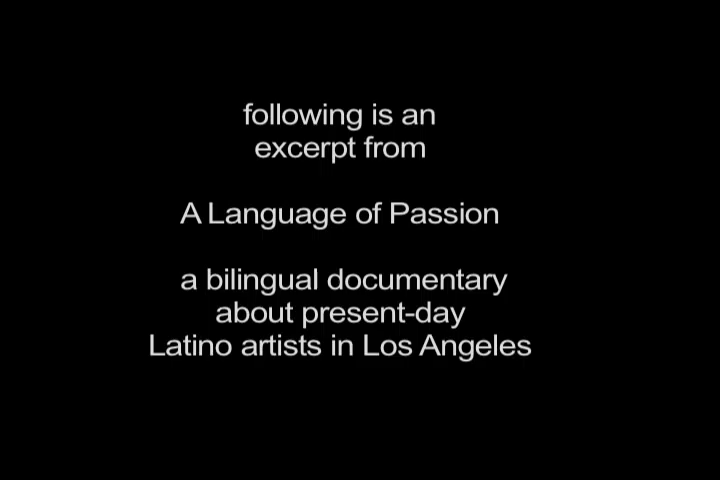 following is an
excerpt from
A Language of Passion
a bilingual documentary
about present-day
Latino artists in Los Angeles